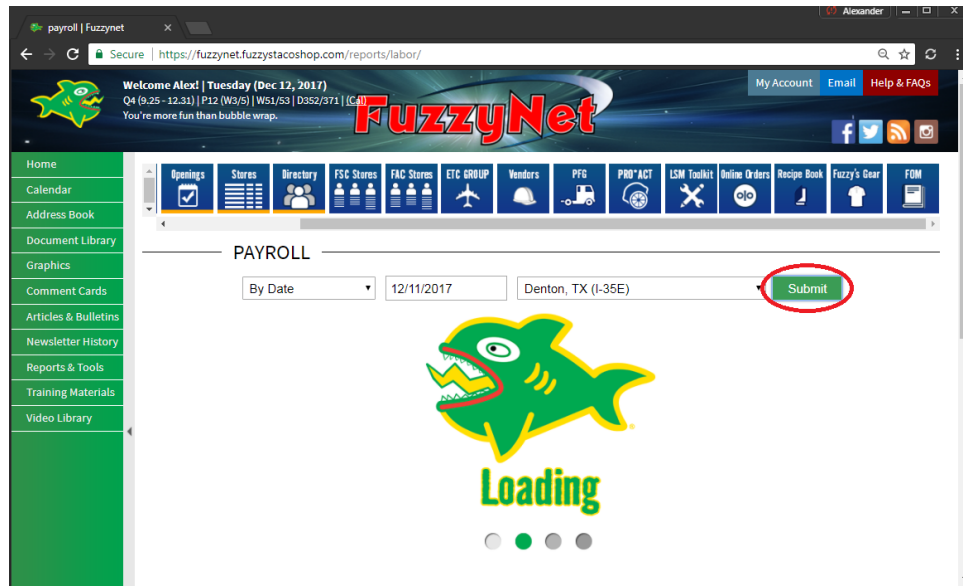 Alexander
payroll | Fuzzynet
Secure | https://fuzzynet.fuzzystacoshop.com/reports/labor/
Welcome Alex! | Tuesday (Dec 12, 2017)
Q4 (9.25 - 12.31) | P12 (W3/5) | W51/53 | D352/371 | (Cal)
You're more fun than bubble wrap.
FuzzyNet
My Account Email Help & FAQs
Home
Calendar
Address Book
Document Library
Graphics
Comment Cards
Articles & Bulletins
Newsletter History
Reports & Tools
Training Materials
Video Library
Openings Stores Directory FSC Stores FAC Stores ETC GROUP Vendors PFG PRO*ACT LSM Toolkit Online Orders Recipe Book Fuzzy's Gear FOM
PAYROLL
By Date 12/11/2017 Denton, TX (I-35E) Submit
Loading